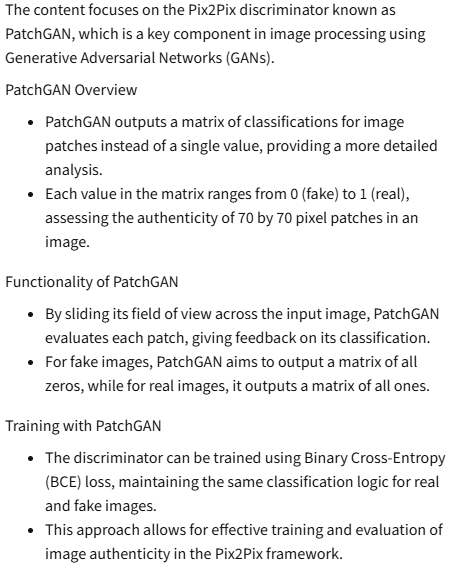 The content focuses on the Pix2Pix discriminator known as
PatchGAN, which is a key component in image processing using
Generative Adversarial Networks (GANs).
PatchGAN Overview
• PatchGAN outputs a matrix of classifications for image
patches instead of a single value, providing a more detailed
analysis.
• Each value in the matrix ranges from 0 (fake) to 1 (real),
assessing the authenticity of 70 by 70 pixel patches in an
image.
Functionality of PatchGAN
• By sliding its field of view across the input image, PatchGAN
evaluates each patch, giving feedback on its classification.
• For fake images, PatchGAN aims to output a matrix of all
zeros, while for real images, it outputs a matrix of all ones.
Training with PatchGAN
• The discriminator can be trained using Binary Cross-Entropy
(BCE) loss, maintaining the same classification logic for real
and fake images.
• This approach allows for effective training and evaluation of
image authenticity in the Pix2Pix framework.